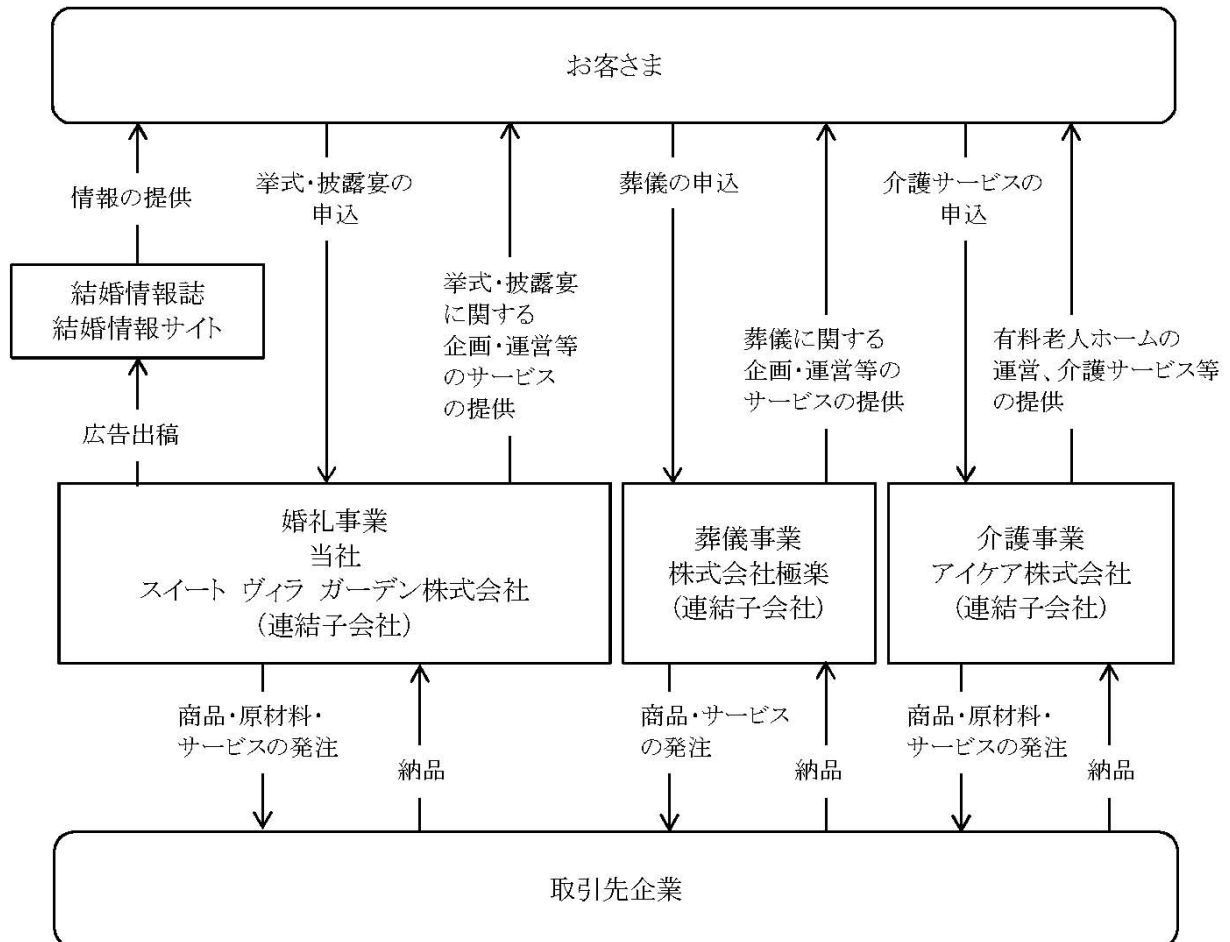 お客さま
情報の提供
挙式・披露宴の
申込
挙式・披露宴
に関する
企画・運営等
のサービス
の提供
葬儀の申込
葬儀に関する
企画・運営等の
サービスの提供
介護サービスの
申込
有料老人ホームの
運営、介護サービス等
の提供
結婚情報誌
結婚情報サイト
広告出稿
婚礼事業
当社
スイート ヴィラ ガーデン株式会社
(連結子会社)
葬儀事業
株式会社極楽
(連結子会社)
介護事業
アイケア株式会社
(連結子会社)
商品・原材料・
サービスの発注
納品
商品・サービス
の発注
納品
商品・原材料・
サービスの発注
納品
取引先企業